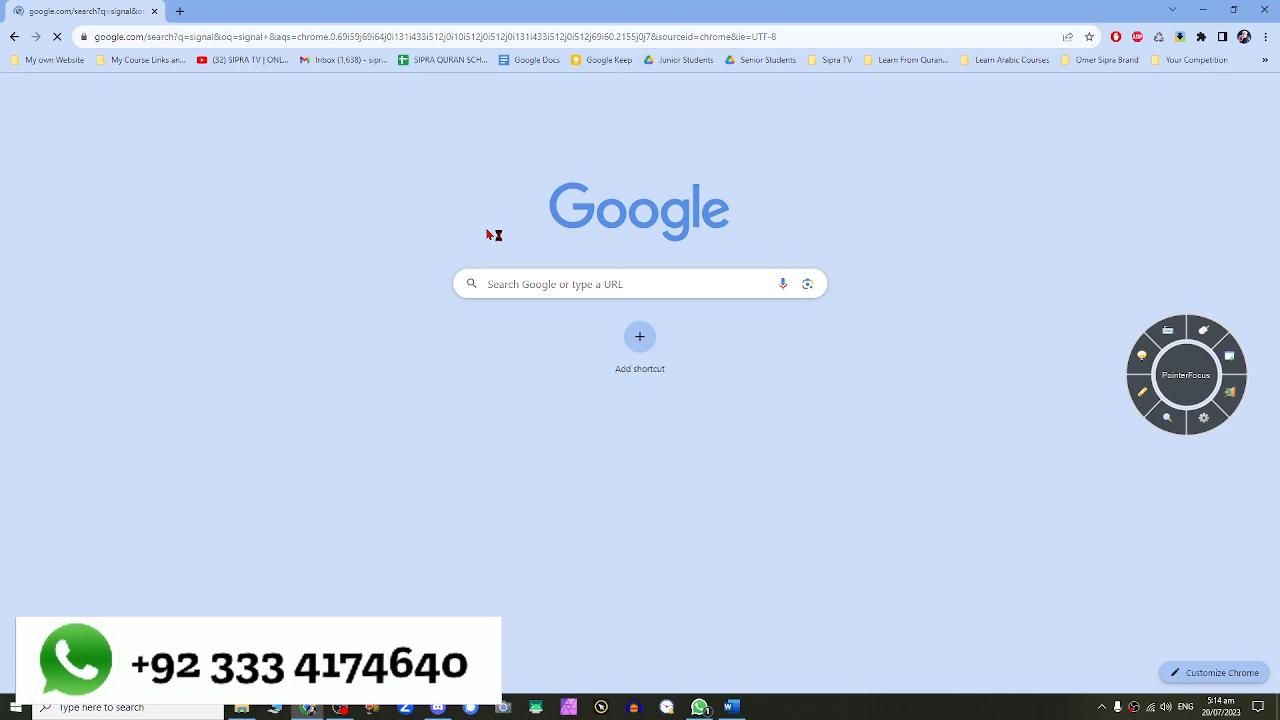 google.com/search?q=signal&oc
google.com/search?q=signal&oq=signal+&aqs=chrome.0.69i59j69i64j0i131i433i512j0i10i512j0i512j0i131i433i512j0i512j69i60.2155j0j7&sourceid=chrome&ie=UTF-8
My own Website My Course Links an... (32) SIPRA TV | ONL... Inbox (1,638) - sipr... SIPRA QURAN SCH... Google Docs Google Keep Junior Students Senior Students Sipra TV Learn From Quran... Learn Arabic Courses Omer Sipra Brand Your Competition »
Google
Search Google or type a URL
Add shortcut
PointerFocus
Customize Chrome
+92 333 4174640
Type here to search
ENG
5:14 am
20/07/2023